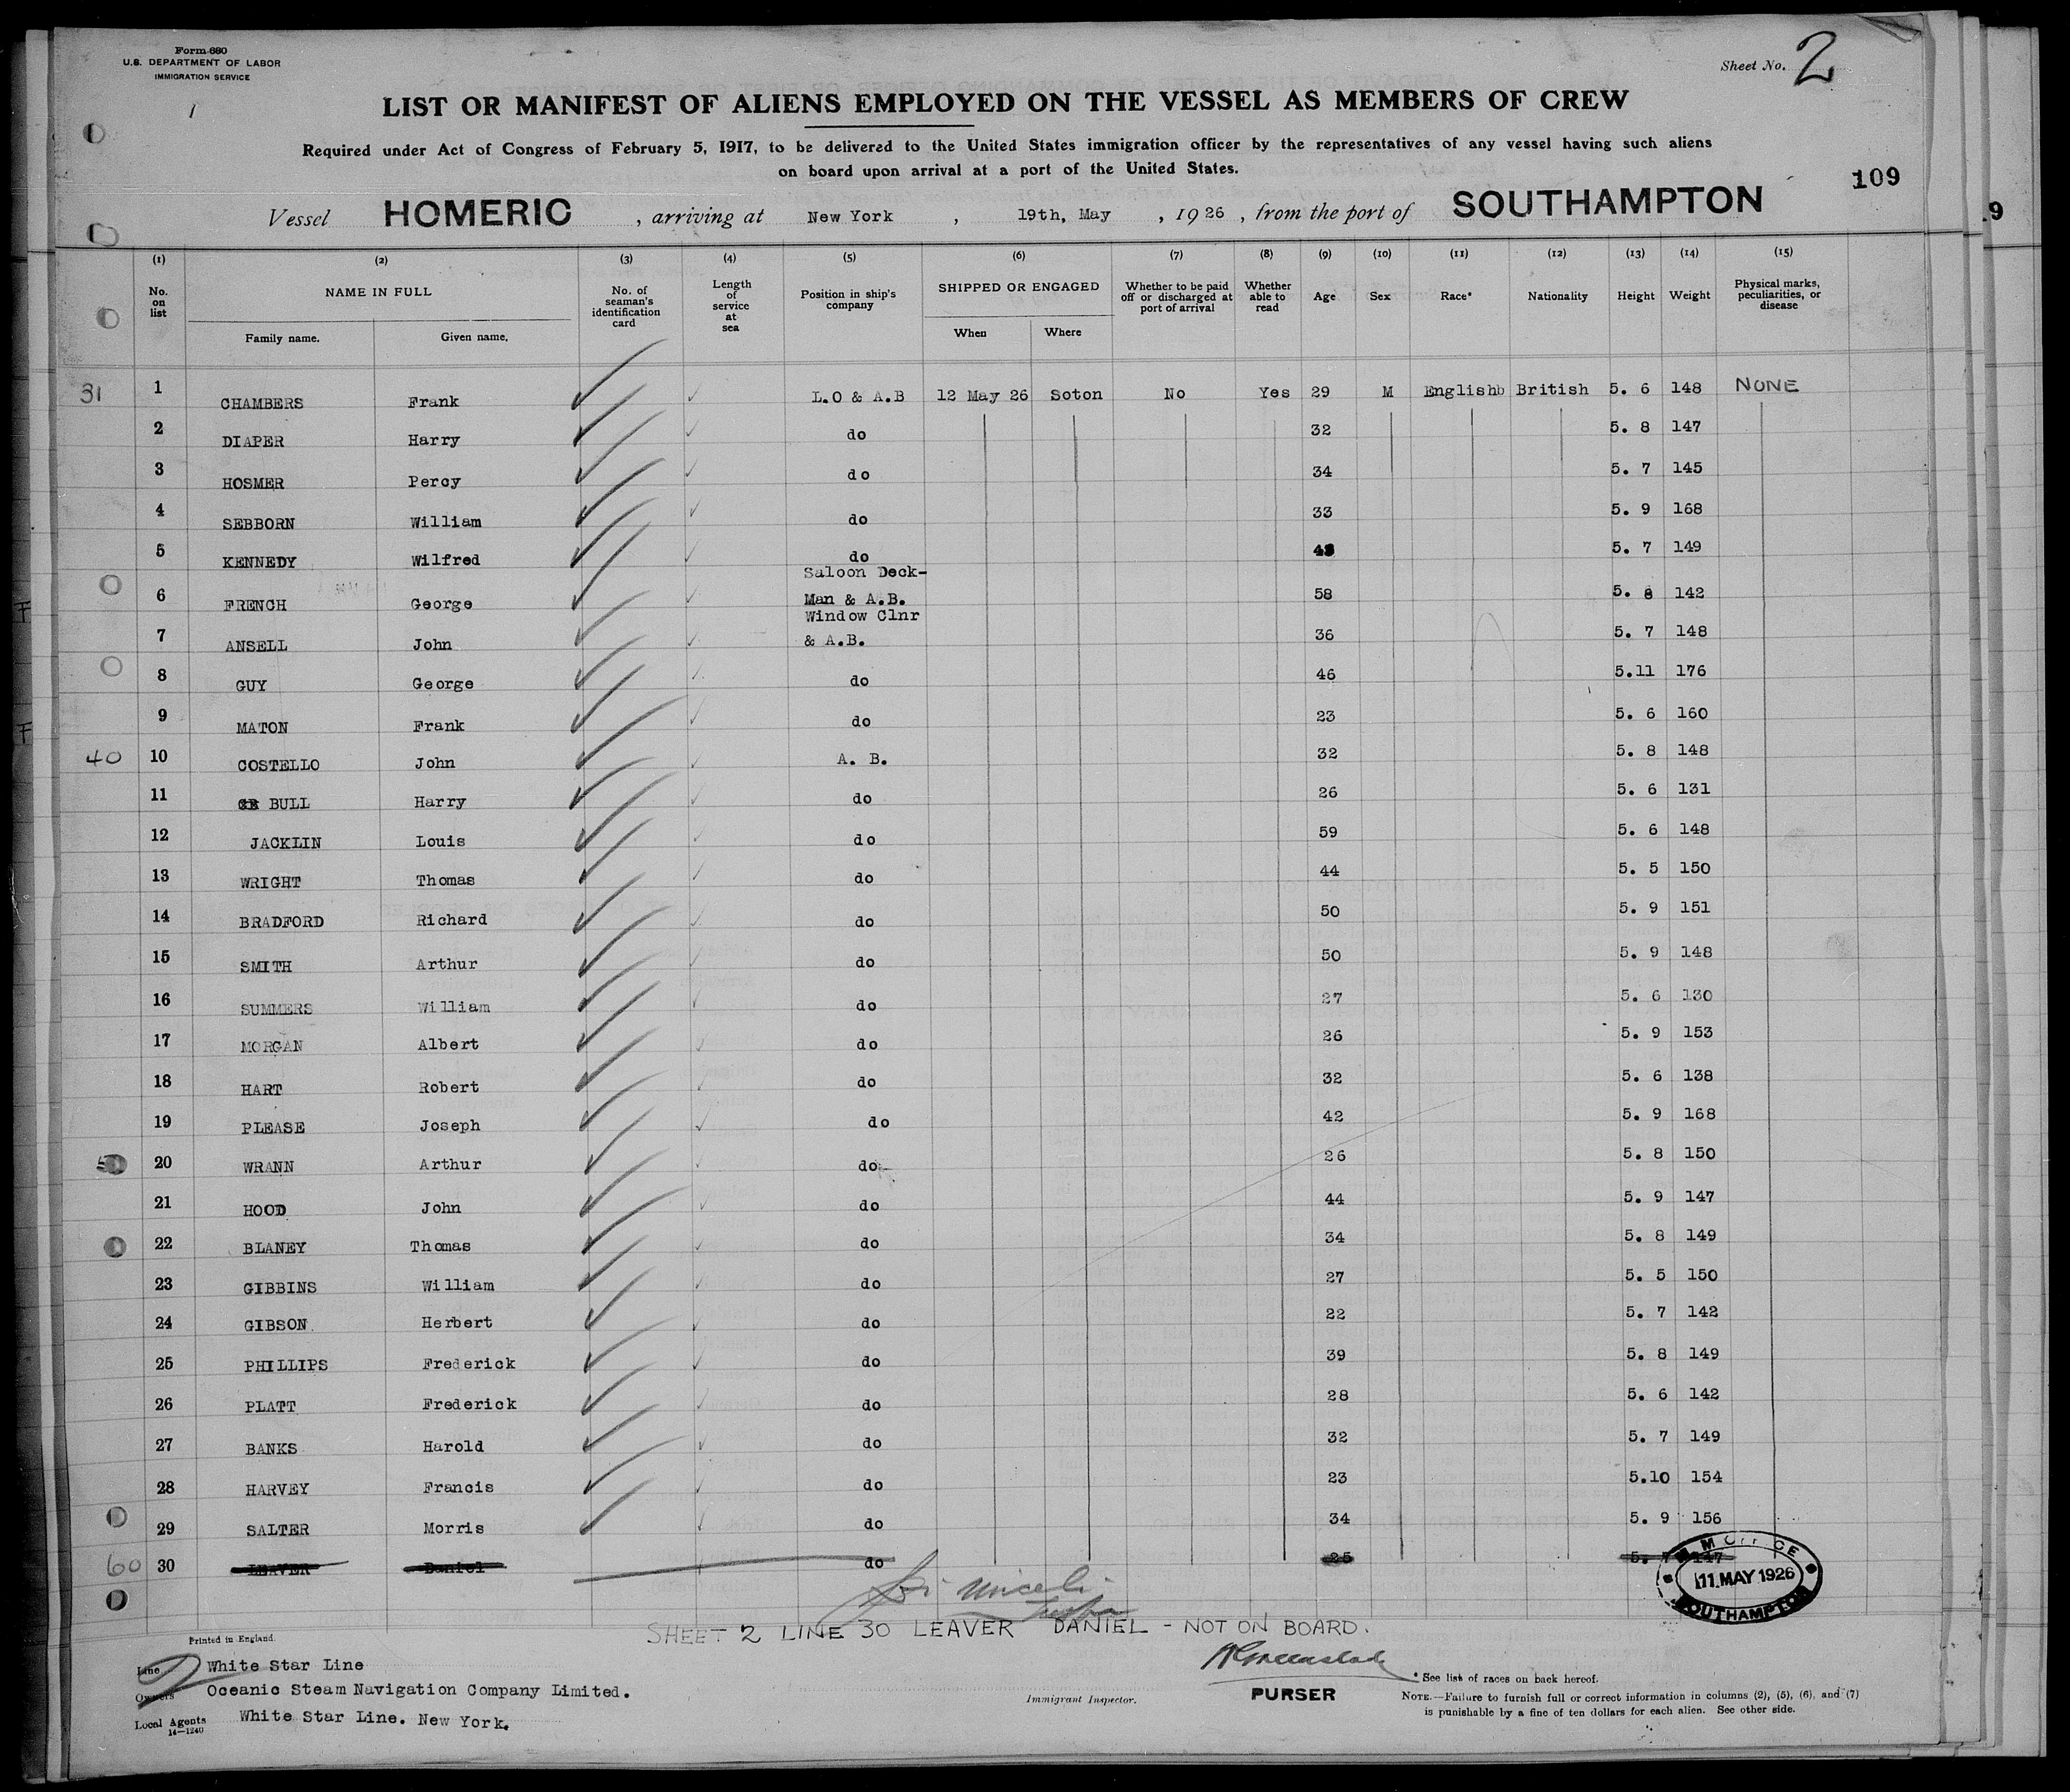 Form 680
U.S. DEPARTMENT OF LABOR
IMMIGRATION SERVICE
Sheet No. 2
LIST OR MANIFEST OF ALIENS EMPLOYED ON THE VESSEL AS MEMBERS OF CREW
Required under Act of Congress of February 5, 1917, to be delivered to the United States immigration officer by the representatives of any vessel having such aliens
on board upon arrival at a port of the United States.
109
Vessel HOMERIC , arriving at New York , 19th, May , 1926 , from the port of SOUTHAMPTON
(1) (2) (3) (4) (5) (6) (7) (8) (9) (10) (11) (12) (13) (14) (15)
No. on list NAME IN FULL Family name. Given name. No. of seaman's identification card Length of service at sea Position in ship's company SHIPPED OR ENGAGED When Where Whether to be paid off or discharged at port of arrival Whether able to read Age Sex Race* Nationality Height Weight Physical marks, peculiarities, or disease
31 1 CHAMBERS Frank L.O & A.B 12 May 26 Soton No Yes 29 M Englishb British 5. 6 148 NONE
2 DIAPER Harry do 32 5. 8 147
3 HOSMER Percy do 34 5. 7 145
4 SEBBORN William do 33 5. 9 168
5 KENNEDY Wilfred do 5. 7 149
6 FRENCH George Saloon Deck-Man & A.B. 58 5. 8 142
7 ANSELL John Window Clnr & A.B. 36 5. 7 148
8 GUY George do 46 5.11 176
9 MATON Frank do 23 5. 6 160
40 10 COSTELLO John A. B. 32 5. 8 148
11 BULL Harry do 26 5. 6 131
12 JACKLIN Louis do 59 5. 6 148
13 WRIGHT Thomas do 44 5. 5 150
14 BRADFORD Richard do 50 5. 9 151
15 SMITH Arthur do 50 5. 9 148
16 SUMMERS William do 27 5. 6 130
17 MORGAN Albert do 26 5. 9 153
18 HART Robert do 32 5. 6 138
19 PLEASE Joseph do 42 5. 9 168
50 20 WRANN Arthur do 26 5. 8 150
21 HOOD John do 44 5. 9 147
22 BLANEY Thomas do 34 5. 8 149
23 GIBBINS William do 27 5. 5 150
24 GIBSON Herbert do 22 5. 7 142
25 PHILLIPS Frederick do 39 5. 8 149
26 PLATT Frederick do 28 5. 6 142
27 BANKS Harold do 32 5. 7 149
28 HARVEY Francis do 23 5.10 154
29 SALTER Morris do 34 5. 9 156
60 30 LEAVER Daniel do 25 5. 7 147
11 MAY 1926
SOUTHAMPTON
SHEET 2 LINE 30 LEAVER DANIEL - NOT ON BOARD.
Printed in England.
Line White Star Line
Owners Oceanic Steam Navigation Company Limited.
Local Agents White Star Line. New York.
14—1240
Immigrant Inspector.
PURSER
* See list of races on back hereof.
NOTE.—Failure to furnish full or correct information in columns (2), (5), (6), and (7)
is punishable by a fine of ten dollars for each alien. See other side.